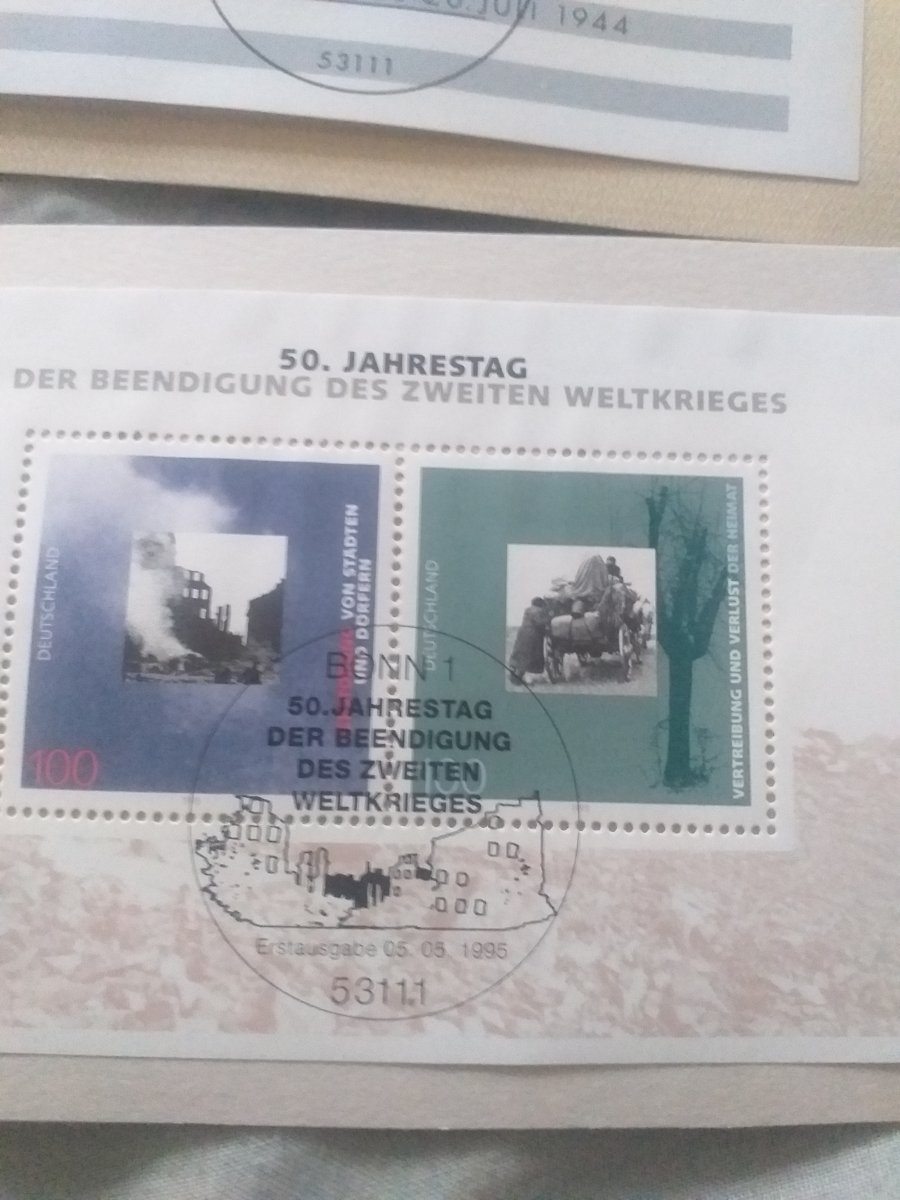 20. JULI 1944
53111
50. JAHRESTAG
DER BEENDIGUNG DES ZWEITEN WELTKRIEGES
DEUTSCHLAND
VON STÄDTEN
UND DÖRFERN
100
DEUTSCHLAND
VERTREIBUNG UND VERLUST DER HEIMAT
100
BONN 1
50. JAHRESTAG
DER BEENDIGUNG
DES ZWEITEN
WELTKRIEGES
Erstausgabe 05. 05. 1995
53111